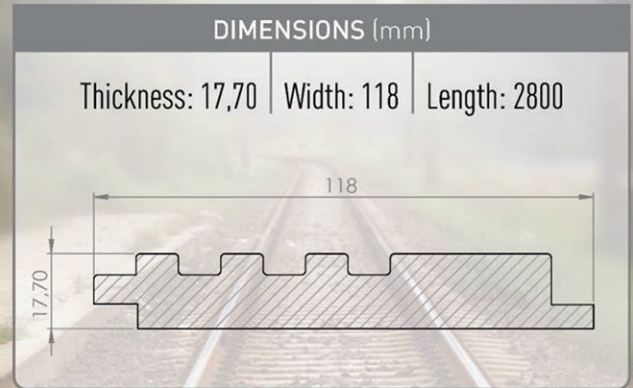 DIMENSIONS (mm)
Thickness: 17,70 | Width: 118 | Length: 2800
118
17,70